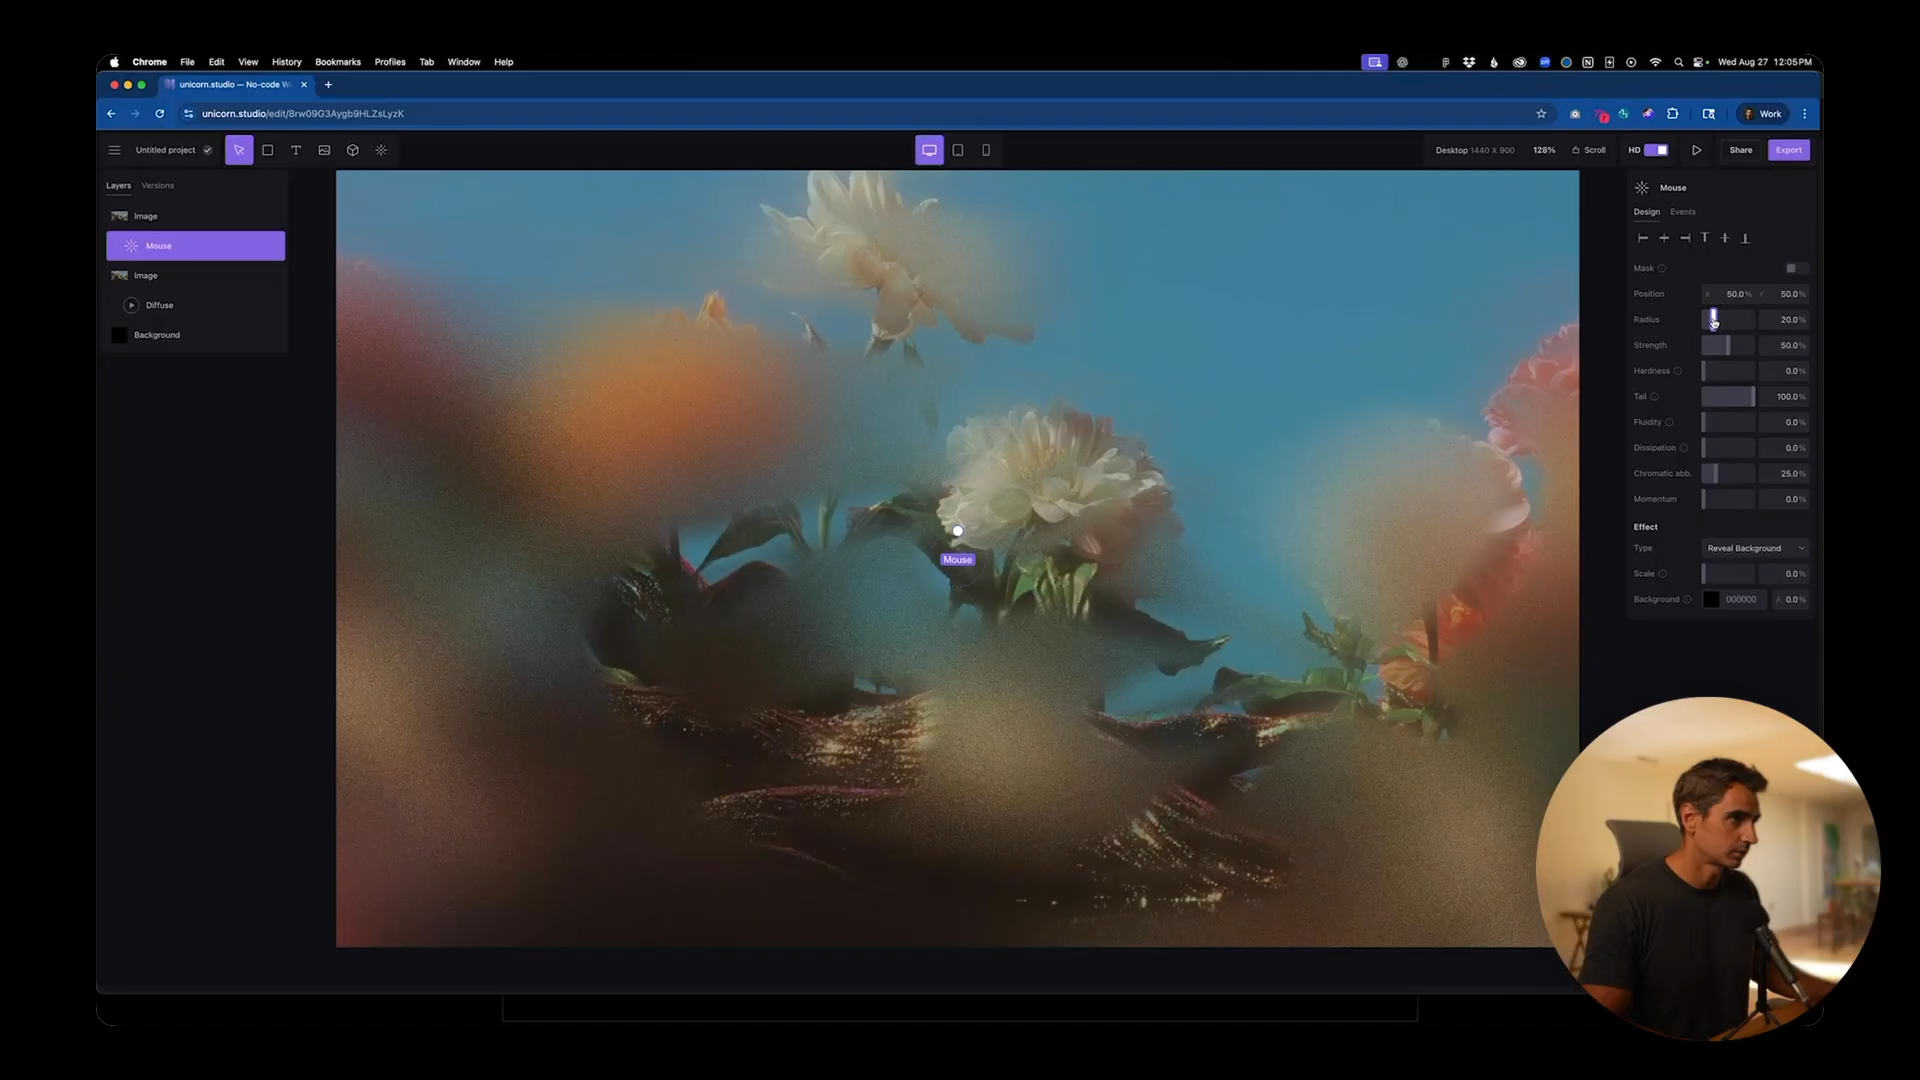 Chrome File Edit View History Bookmarks Profiles Tab Window Help
Wed Aug 27 12:05 PM
unicorn.studio — No-code W
unicorn.studio/edit/8rw09G3Aygb9HLZsLyzK
Work
Untitled project
Desktop 1440 X 900 128% Scroll HD Share Export
Layers Versions
Image
Mouse
Image
Diffuse
Background
Mouse
Mouse
Design Events
Mask
Position X 50.0% Y 50.0%
Radius 20.0%
Strength 50.0%
Hardness 0.0%
Tail 100.0%
Fluidity 0.0%
Dissipation 0.0%
Chromatic abb. 25.0%
Momentum 0.0%
Effect
Type Reveal Background
Scale 0.0%
Background 000000 A 0.0%